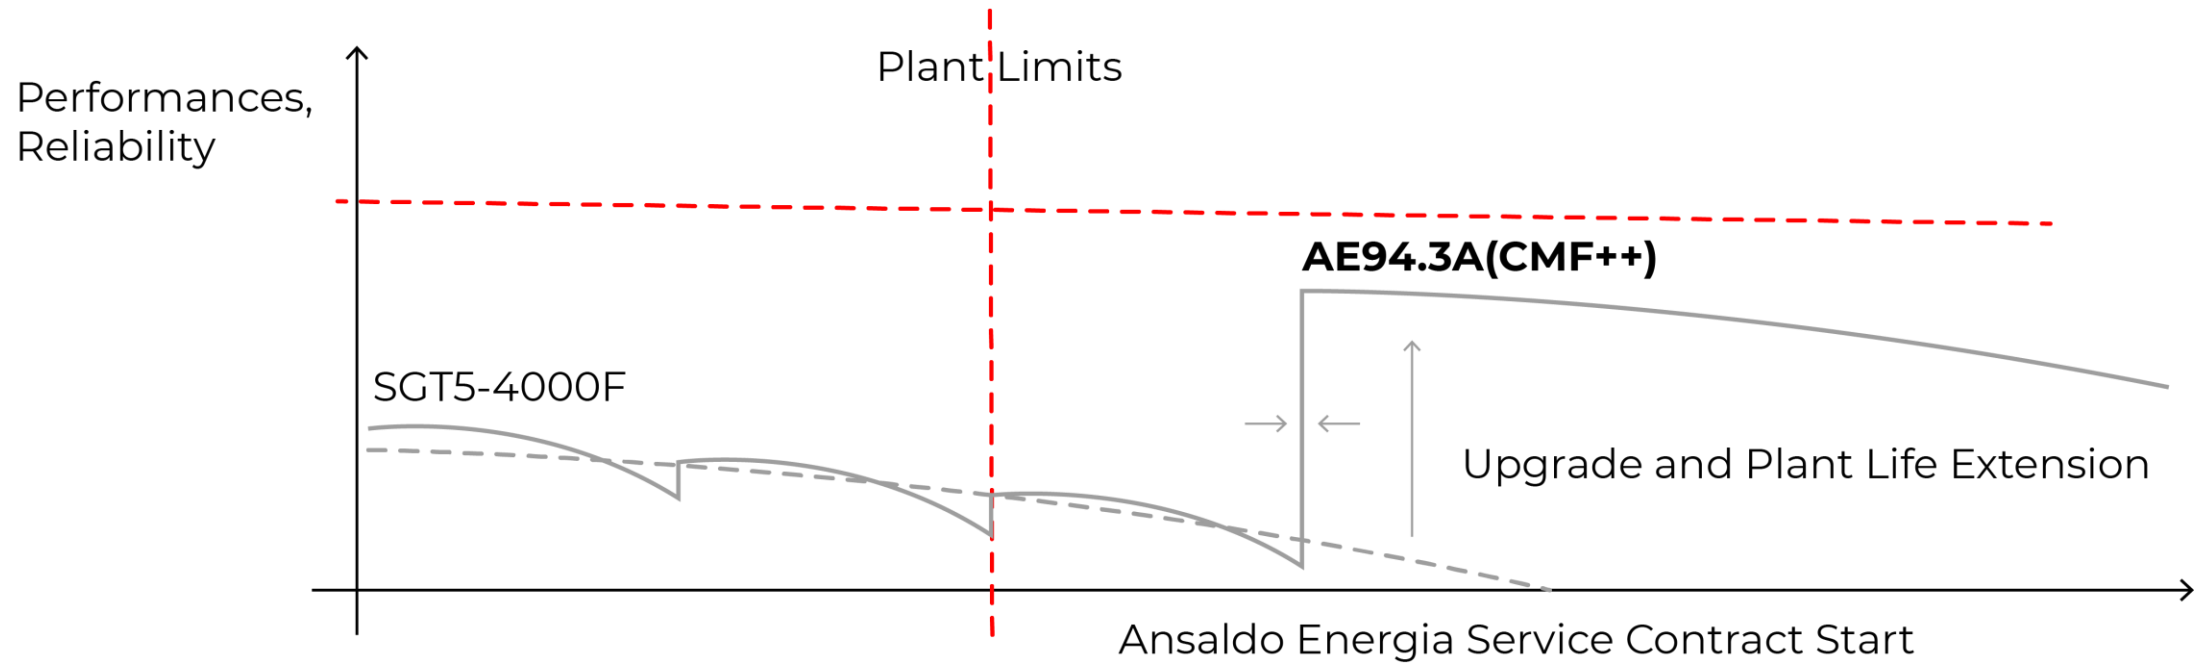 Plant Limits
Performances,
Reliability
AE94.3A(CMF++)
SGT5-4000F
Upgrade and Plant Life Extension
Ansaldo Energia Service Contract Start